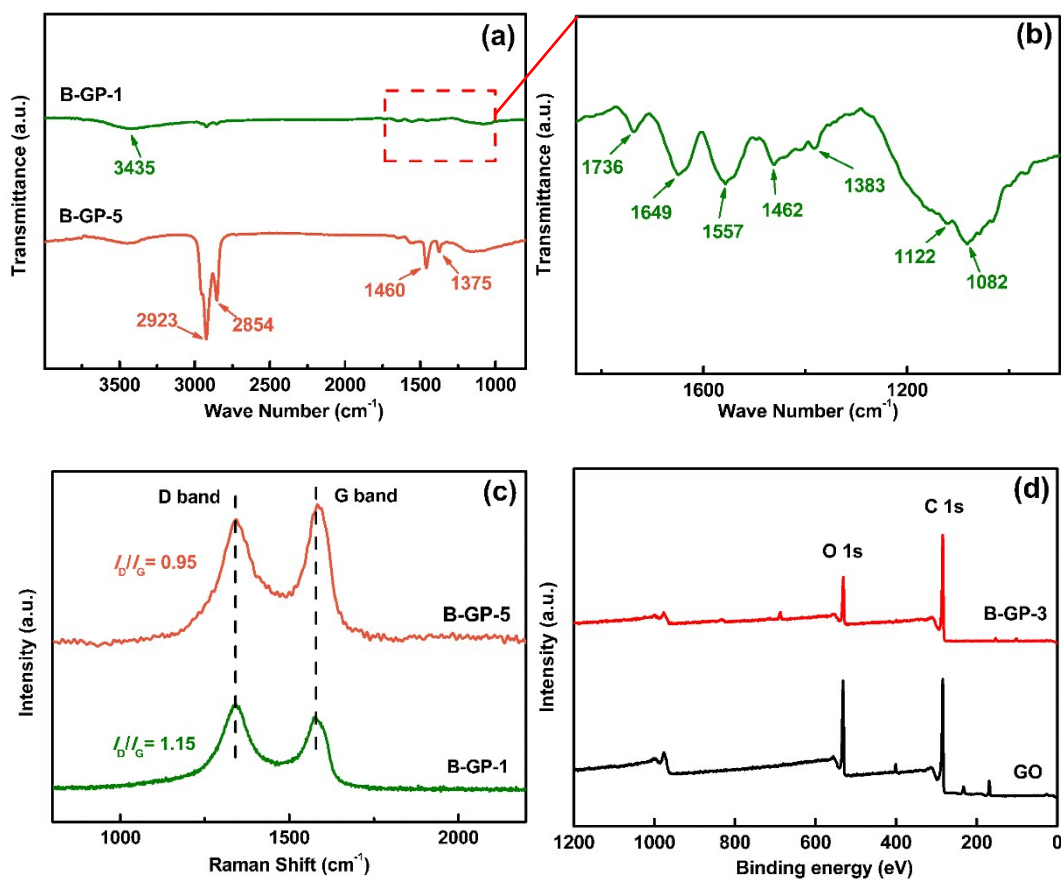 (a)
B-GP-1
3435
B-GP-5
1460
1375
2923
2854
Transmittance (a.u.)
3500 3000 2500 2000 1500 1000
Wave Number (cm⁻¹)
(b)
1736
1649
1557
1462
1383
1122
1082
Transmittance (a.u.)
1600 1200
Wave Number (cm⁻¹)
(c)
D band
G band
I_D/I_G = 0.95
B-GP-5
I_D/I_G = 1.15
B-GP-1
Intensity (a.u.)
1000 1500 2000
Raman Shift (cm⁻¹)
(d)
C 1s
O 1s
B-GP-3
GO
Intensity (a.u.)
1200 1000 800 600 400 200 0
Binding energy (eV)